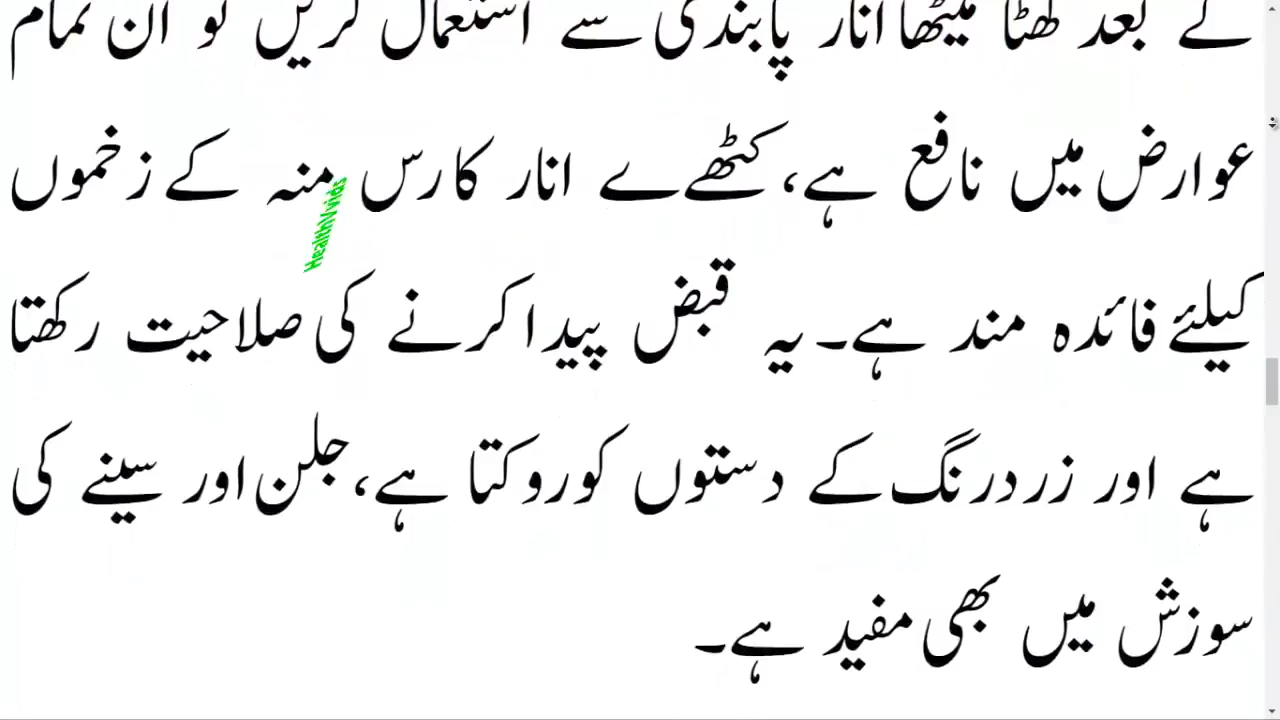 کے بعد کھٹا میٹھا انار پابندی سے استعمال کریں تو ان تمام
عوارض میں نافع ہے، کٹھے ے انار کا رس منہ کے زخموں
HealthVvids
کیلئے فائدہ مند ہے۔ یہ قبض پیدا کرنے کی صلاحیت رکھتا
ہے اور زرد رنگ کے دستوں کو روکتا ہے، جلن اور سینے کی
سوزش میں بھی مفید ہے۔